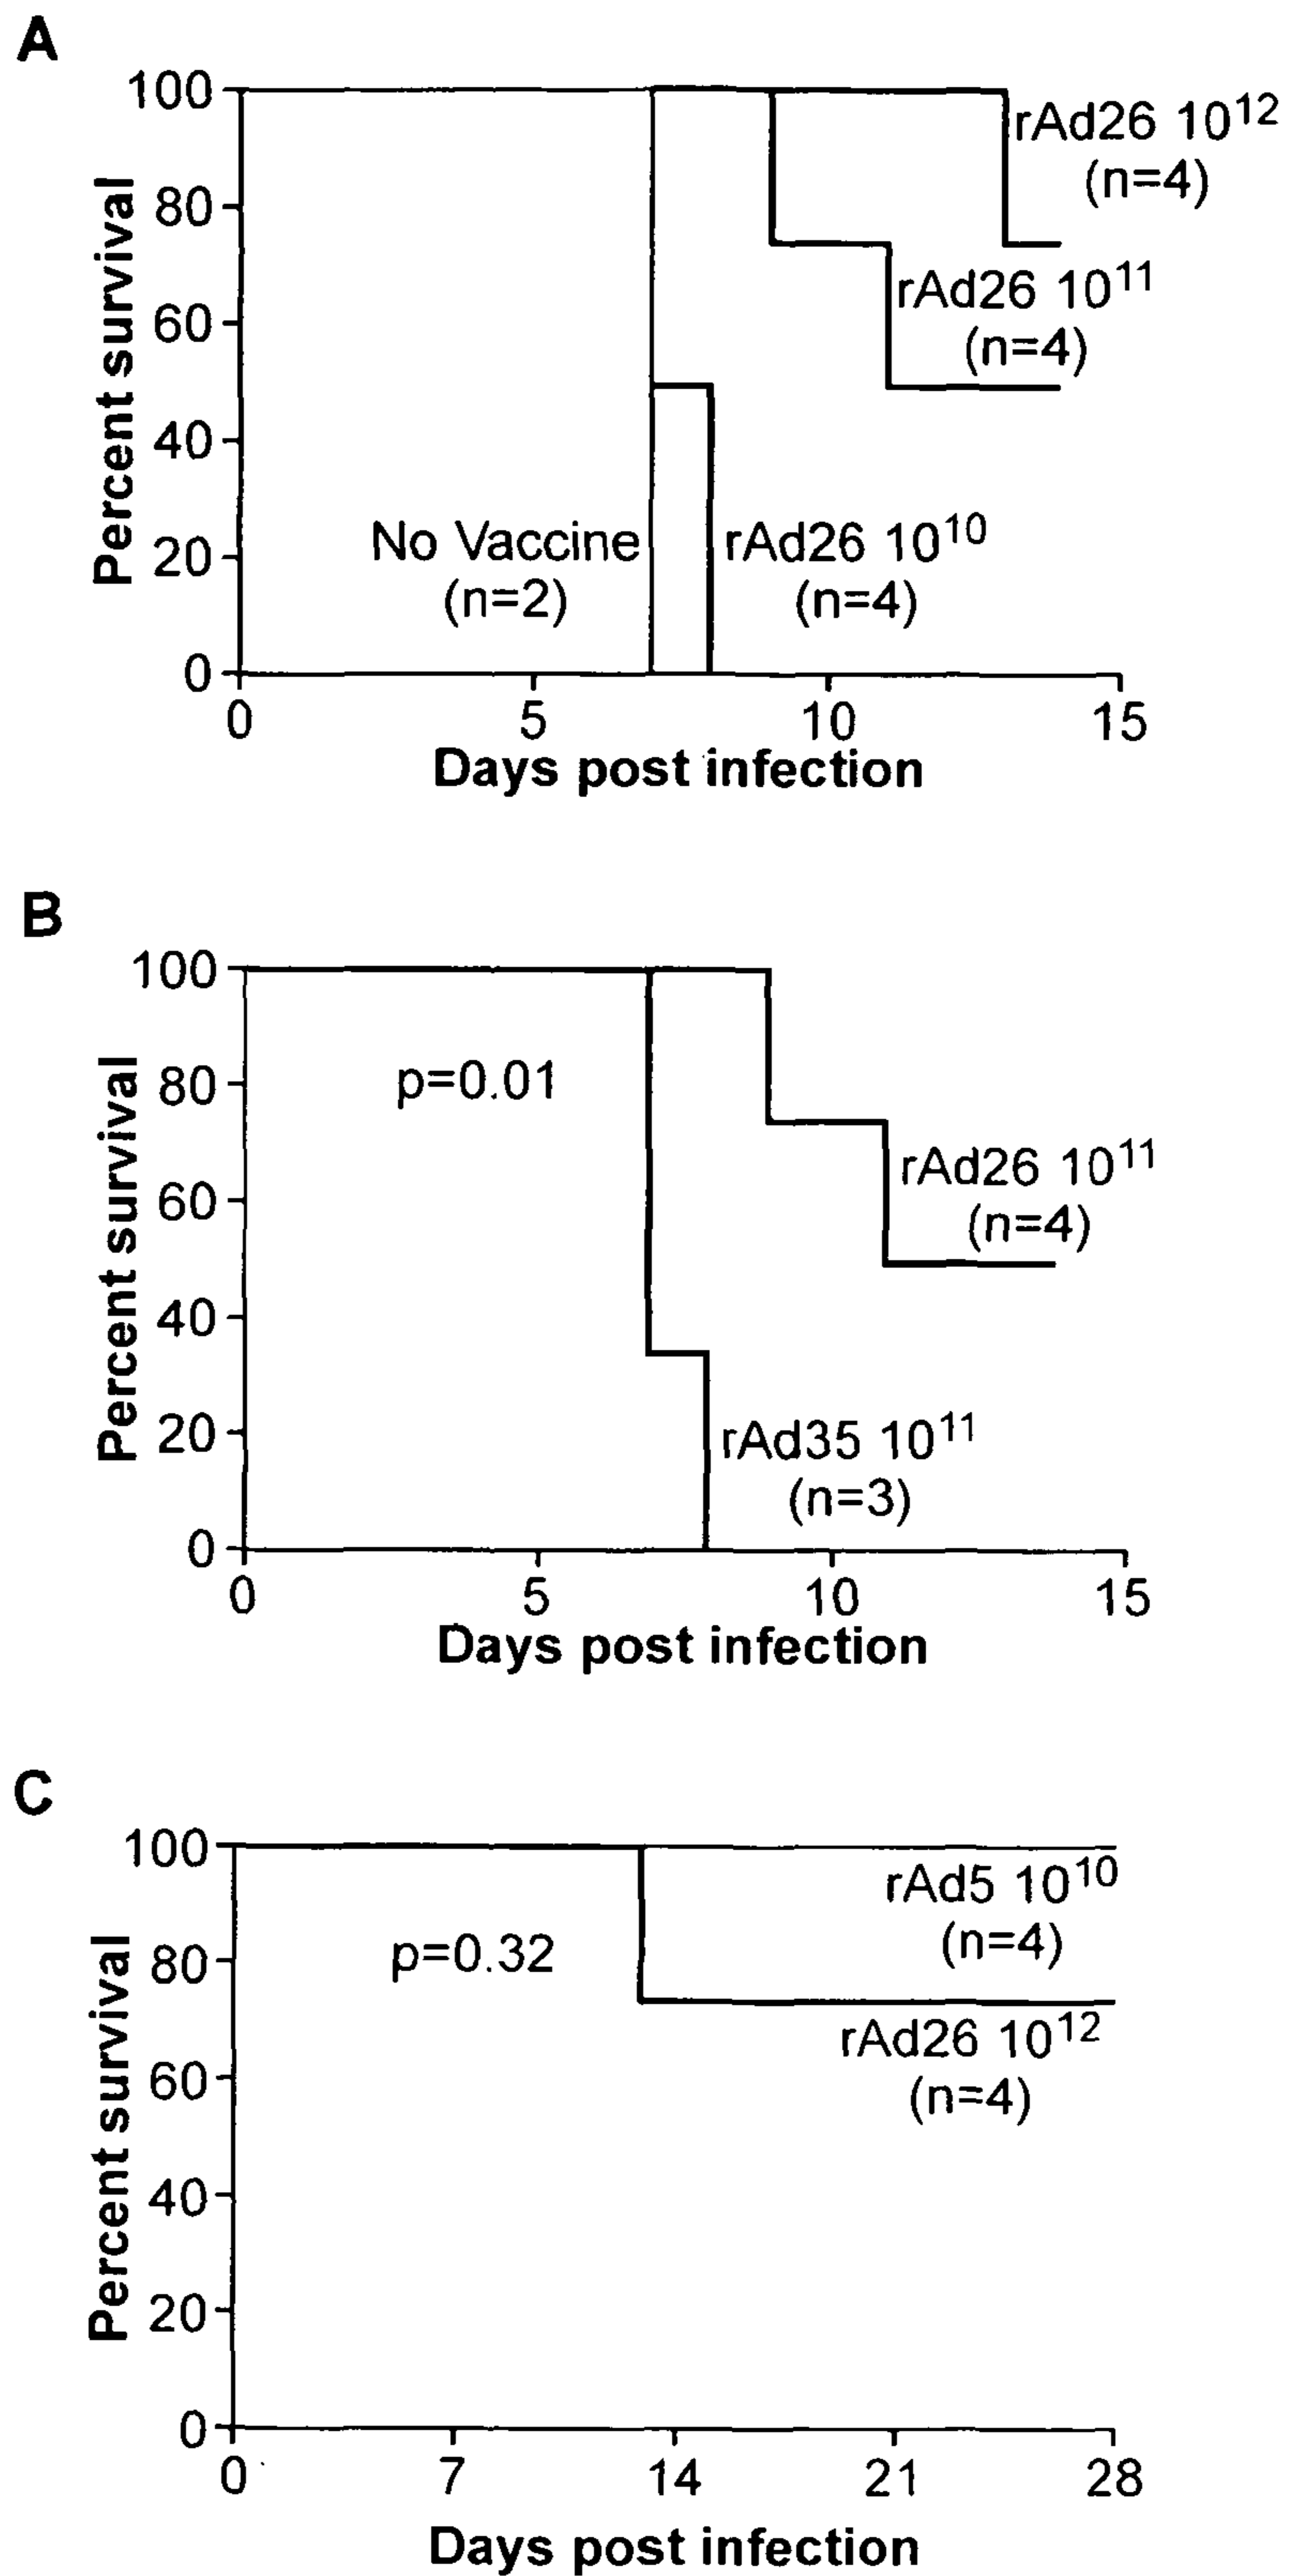 A
100
80
60
40
20
0
Percent survival
rAd26 10¹²
(n=4)
rAd26 10¹¹
(n=4)
No Vaccine
(n=2)
rAd26 10¹⁰
(n=4)
0 5 10 15
Days post infection
B
100
80
60
40
20
0
Percent survival
p=0.01
rAd26 10¹¹
(n=4)
rAd35 10¹¹
(n=3)
0 5 10 15
Days post infection
C
100
80
60
40
20
0
Percent survival
rAd5 10¹⁰
(n=4)
p=0.32
rAd26 10¹²
(n=4)
0 7 14 21 28
Days post infection